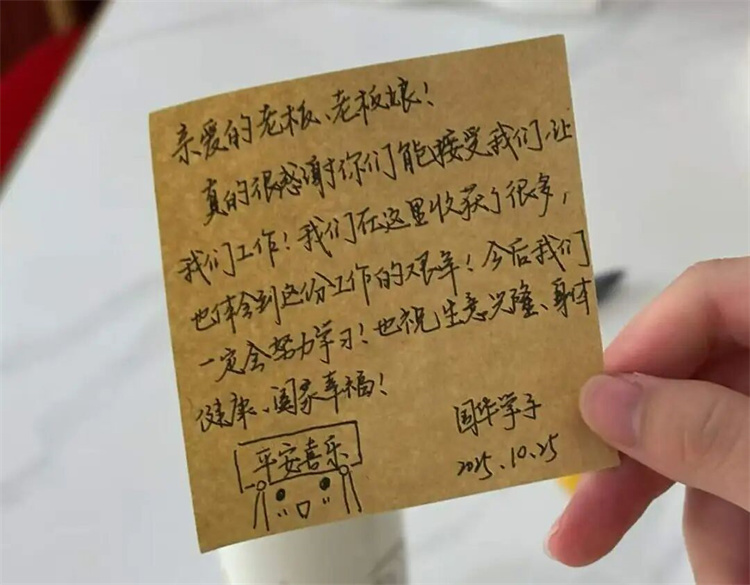 亲爱的老板、老板娘!
真的很感谢你们能接受我们,让
我们工作!我们在这里收获了很多,
也体会到这份工作的艰辛!今后我们
一定会努力学习!也祝生意兴隆、身体
健康、阖家幸福!
国华学子
2025.10.25
平安喜乐